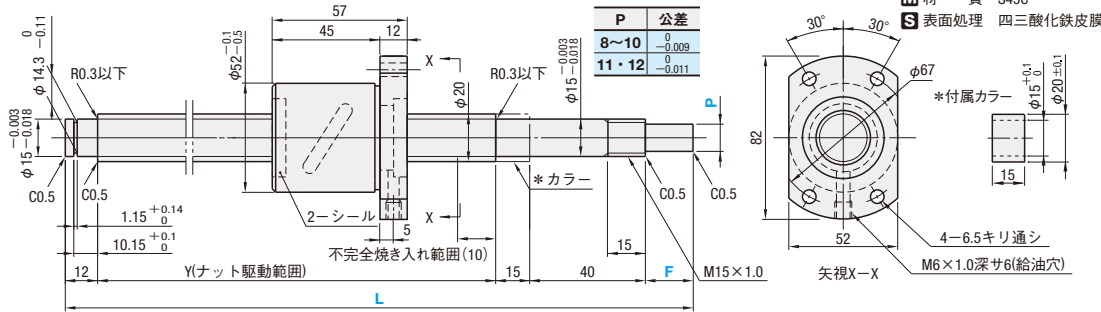 材 質 S45C
S 表面処理 四三酸化鉄皮膜
P 公差
8〜10 0 −0.009
11・12 0 −0.011
57
45
12
φ52 −0.1 −0.5
φ14.3 0 −0.11
R0.3以下
X
R0.3以下
φ20
φ15 −0.003 −0.018
P
φ15 −0.003 −0.018
C0.5
C0.5
2−シール
X
5
*カラー
C0.5
C0.5
1.15 +0.14 0
10.15 +0.1 0
不完全焼き入れ範囲(10)
15
M15×1.0
12
Y(ナット駆動範囲)
15
40
F
L
30°
30°
φ67
82
52
4−6.5キリ通シ
M6×1.0深サ6(給油穴)
矢視X−X
*付属カラー
φ15 +0.1 0
φ20±0.1
15